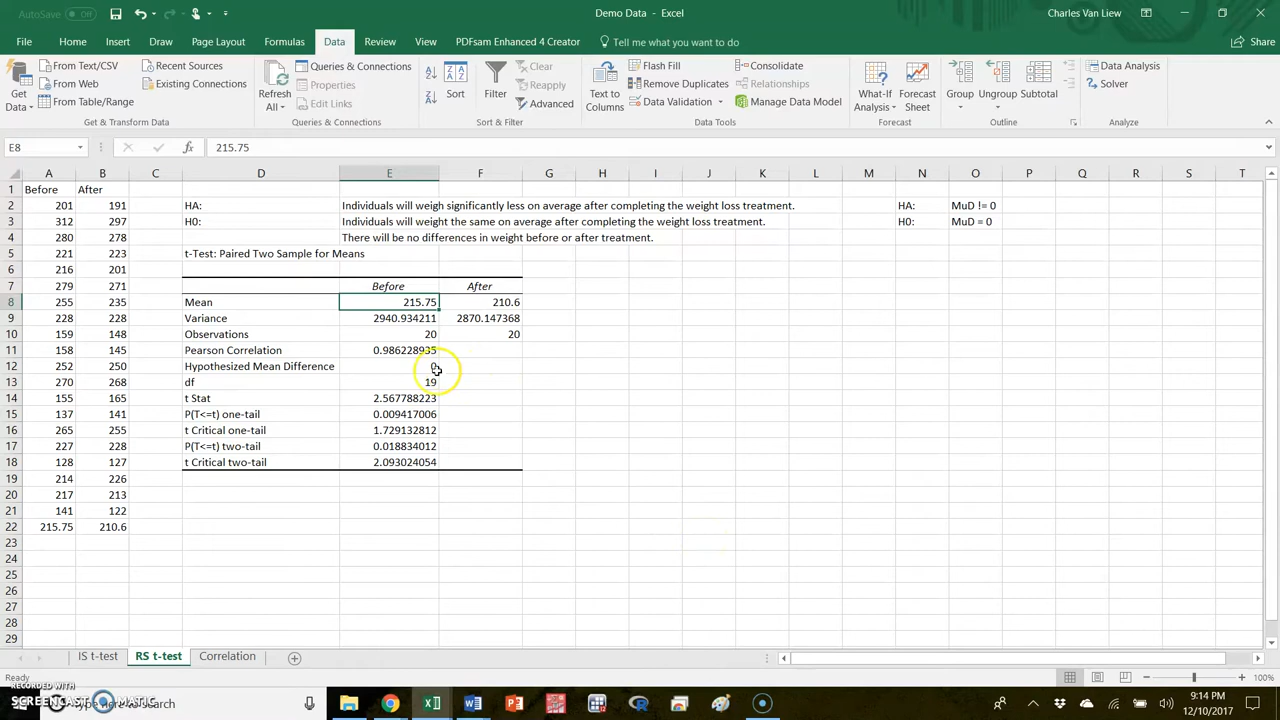 AutoSave Off
Demo Data - Excel
Charles Van Liew
File Home Insert Draw Page Layout Formulas Data Review View PDFsam Enhanced 4 Creator Tell me what you want to do Share
Get Data
From Text/CSV
From Web
From Table/Range
Recent Sources
Existing Connections
Get & Transform Data
Refresh All
Queries & Connections
Properties
Edit Links
Queries & Connections
Sort
Filter
Clear
Reapply
Advanced
Sort & Filter
Text to Columns
Flash Fill
Remove Duplicates
Data Validation
Consolidate
Relationships
Manage Data Model
Data Tools
What-If Analysis
Forecast Sheet
Forecast
Group
Ungroup
Subtotal
Outline
Data Analysis
Solver
Analyze
E8 fx 215.75
A B C D E F G H I J K L M N O P Q R S T
1 Before After
2 201 191 HA: Individuals will weigh significantly less on average after completing the weight loss treatment. HA: MuD != 0
3 312 297 H0: Individuals will weight the same on average after completing the weight loss treatment. H0: MuD = 0
4 280 278 There will be no differences in weight before or after treatment.
5 221 223 t-Test: Paired Two Sample for Means
6 216 201
7 279 271 Before After
8 255 235 Mean 215.75 210.6
9 228 228 Variance 2940.934211 2870.147368
10 159 148 Observations 20 20
11 158 145 Pearson Correlation 0.986228935
12 252 250 Hypothesized Mean Difference 0
13 270 268 df 19
14 155 165 t Stat 2.567788223
15 137 141 P(T<=t) one-tail 0.009417006
16 265 255 t Critical one-tail 1.729132812
17 227 228 P(T<=t) two-tail 0.018834012
18 128 127 t Critical two-tail 2.093024054
19 214 226
20 217 213
21 141 122
22 215.75 210.6
23
24
25
26
27
28
29
IS t-test RS t-test Correlation
Ready
100%
RECORDED WITH
SCREENCAST MATIC
here to search
9:14 PM
12/10/2017